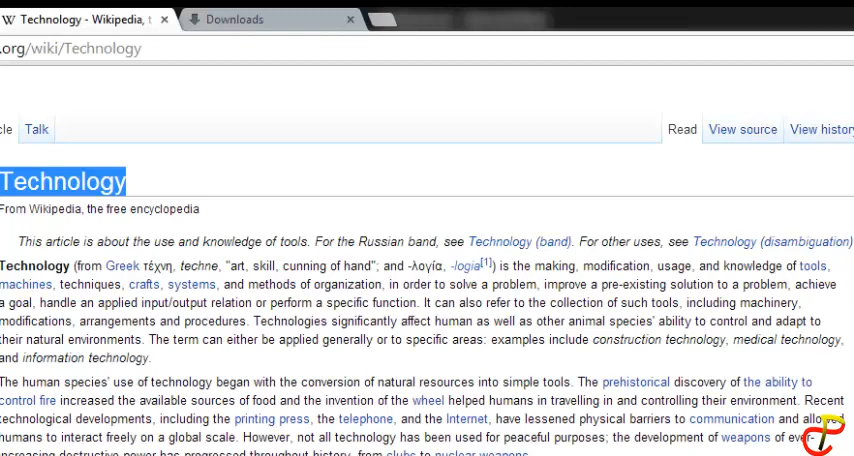 W Technology - Wikipedia, t
Downloads
.org/wiki/Technology
cle Talk Read View source View history
Technology
From Wikipedia, the free encyclopedia
This article is about the use and knowledge of tools. For the Russian band, see Technology (band). For other uses, see Technology (disambiguation)
Technology (from Greek τέχνη, techne, "art, skill, cunning of hand"; and -λογία, -logia[1]) is the making, modification, usage, and knowledge of tools,
machines, techniques, crafts, systems, and methods of organization, in order to solve a problem, improve a pre-existing solution to a problem, achieve
a goal, handle an applied input/output relation or perform a specific function. It can also refer to the collection of such tools, including machinery,
modifications, arrangements and procedures. Technologies significantly affect human as well as other animal species' ability to control and adapt to
their natural environments. The term can either be applied generally or to specific areas: examples include construction technology, medical technology,
and information technology.
The human species' use of technology began with the conversion of natural resources into simple tools. The prehistorical discovery of the ability to
control fire increased the available sources of food and the invention of the wheel helped humans in travelling in and controlling their environment. Recent
technological developments, including the printing press, the telephone, and the Internet, have lessened physical barriers to communication and allowed
humans to interact freely on a global scale. However, not all technology has been used for peaceful purposes; the development of weapons of ever-
increasing destructive power has progressed throughout history, from clubs to nuclear weapons.